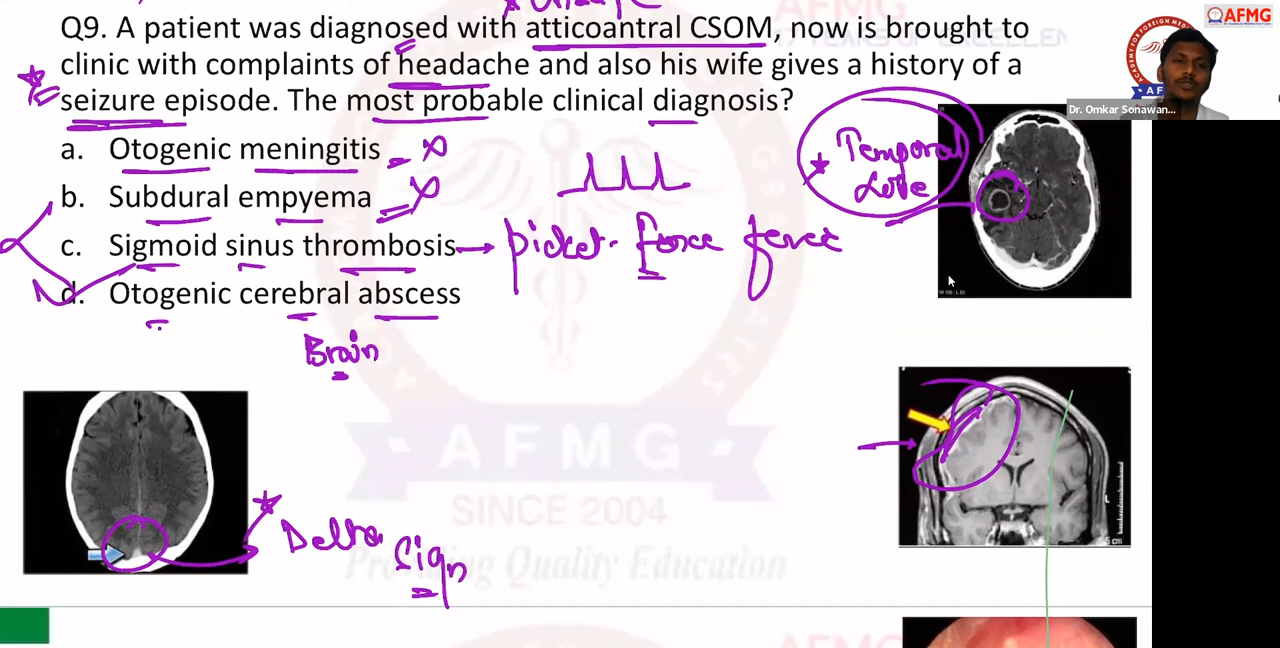 Q9. A patient was diagnosed with atticoantral CSOM, now is brought to
clinic with complaints of headache and also his wife gives a history of a
seizure episode. The most probable clinical diagnosis?
a. Otogenic meningitis
b. Subdural empyema
c. Sigmoid sinus thrombosis
d. Otogenic cerebral abscess
picket-
fence fever
Temporal
Lobe
Brain
Delta
Sign
AFMG
Dr. Omkar Sonawan...
AFMG
SINCE 2004
Providing Quality Education